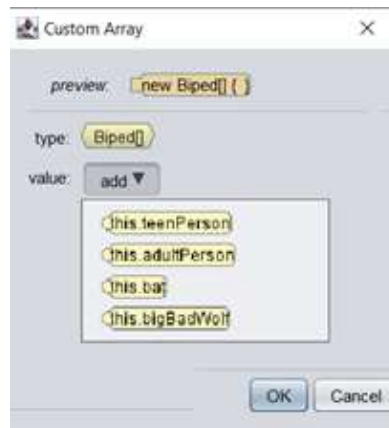 Custom Array
preview: new Biped[] { }
type: Biped[]
value: add
this.teenPerson
this.adultPerson
this.bat
this.bigBadWolf
OK Cancel